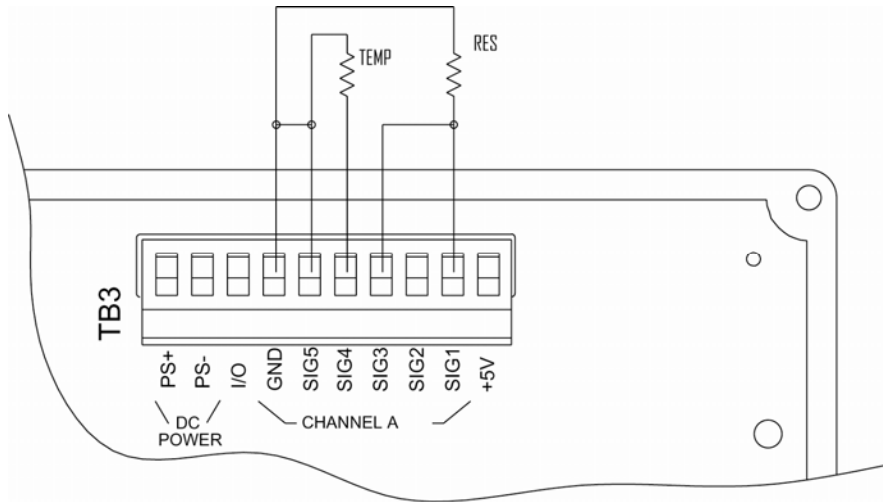 TEMP
RES
TB3
PS+
PS-
I/O
GND
SIG5
SIG4
SIG3
SIG2
SIG1
+5V
DC
POWER
CHANNEL A